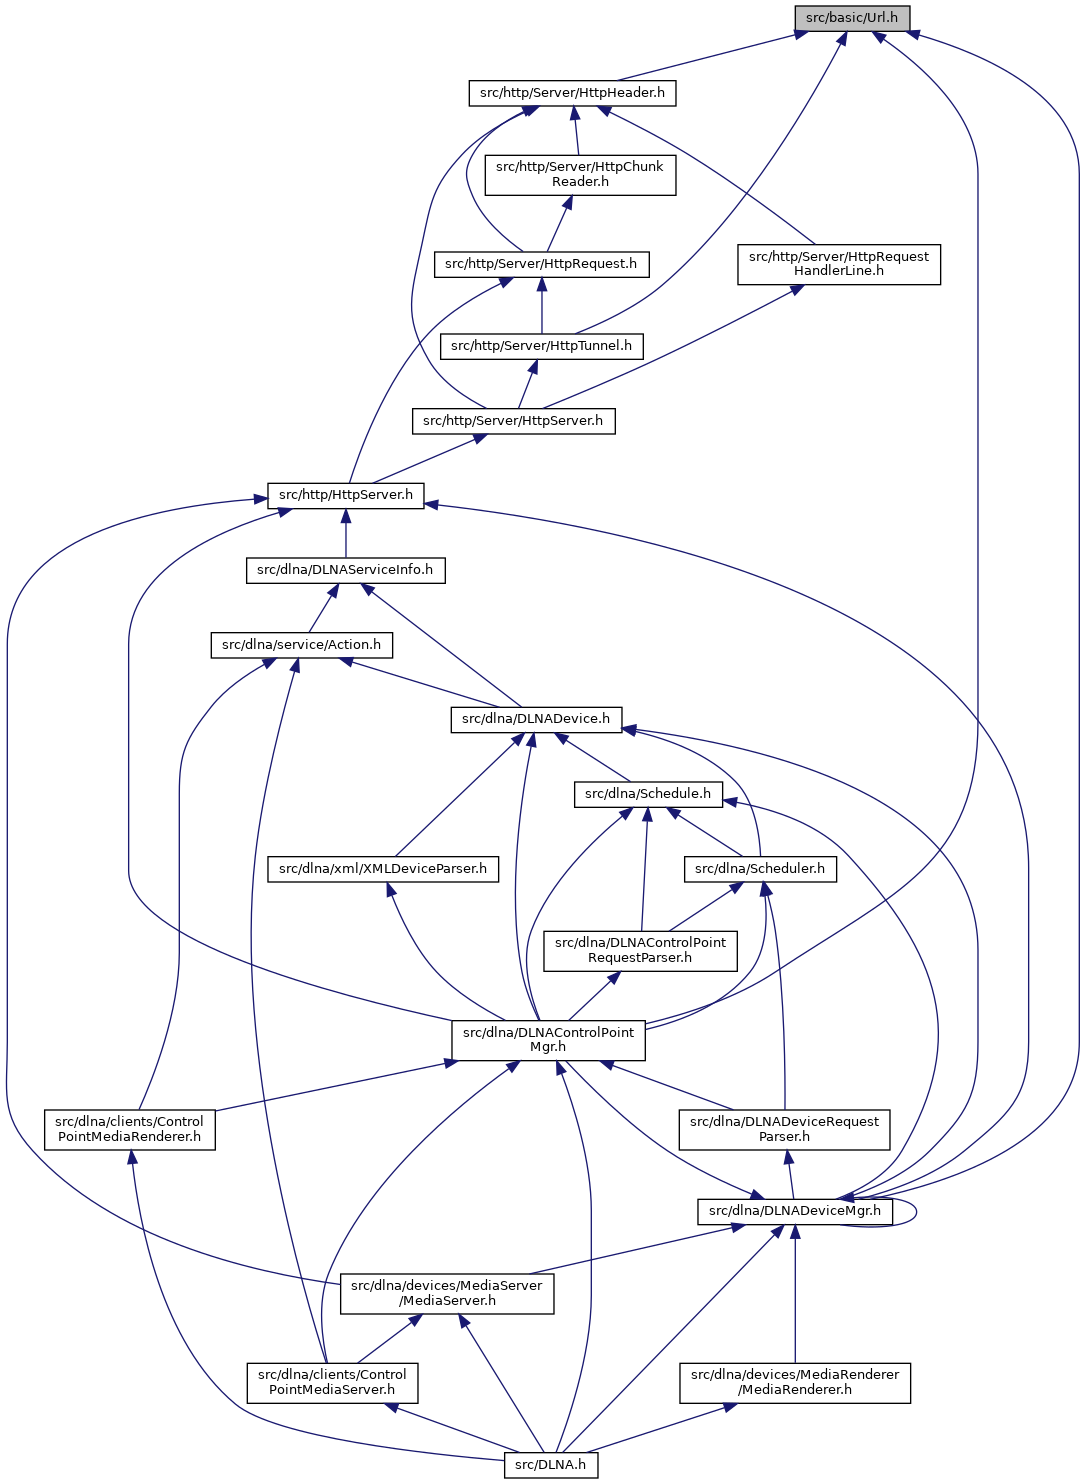 src/basic/Url.h
src/http/Server/HttpHeader.h
src/http/Server/HttpChunk
Reader.h
src/http/Server/HttpRequest.h
src/http/Server/HttpRequest
HandlerLine.h
src/http/Server/HttpTunnel.h
src/http/Server/HttpServer.h
src/http/HttpServer.h
src/dlna/DLNAServiceInfo.h
src/dlna/service/Action.h
src/dlna/DLNADevice.h
src/dlna/Schedule.h
src/dlna/xml/XMLDeviceParser.h
src/dlna/Scheduler.h
src/dlna/DLNAControlPoint
RequestParser.h
src/dlna/DLNAControlPoint
Mgr.h
src/dlna/clients/Control
PointMediaRenderer.h
src/dlna/DLNADeviceRequest
Parser.h
src/dlna/DLNADeviceMgr.h
src/dlna/devices/MediaServer
/MediaServer.h
src/dlna/clients/Control
PointMediaServer.h
src/dlna/devices/MediaRenderer
/MediaRenderer.h
src/DLNA.h